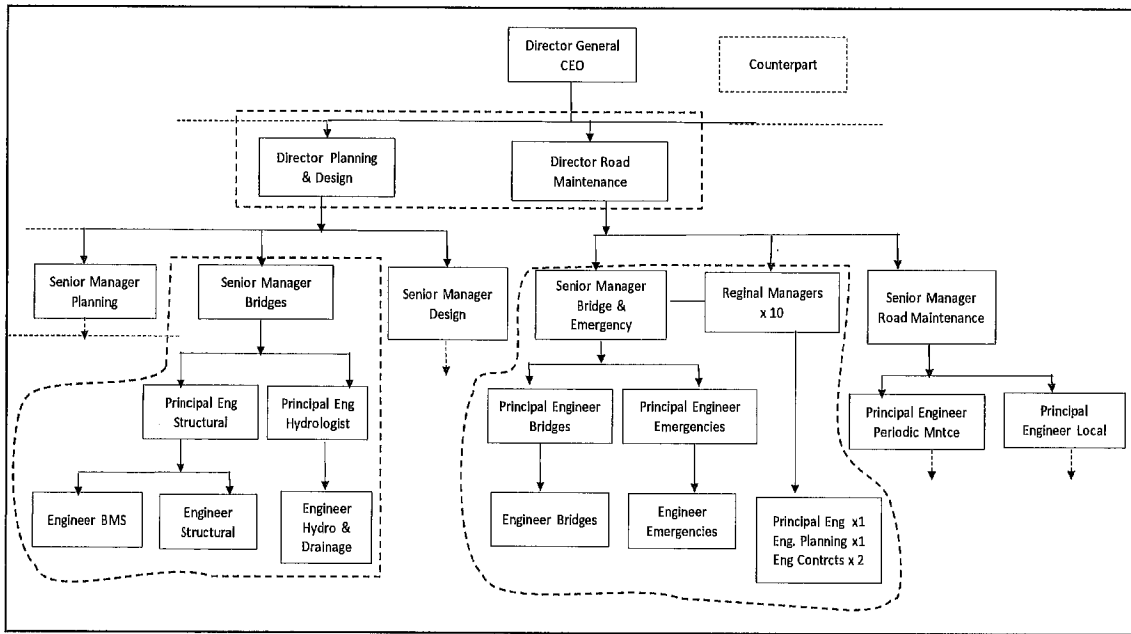 Director General
CEO
Counterpart
Director Planning
& Design
Director Road
Maintenance
Senior Manager
Planning
Senior Manager
Bridges
Senior Manager
Design
Senior Manager
Bridge &
Emergency
Reginal Managers
x 10
Senior Manager
Road Maintenance
Principal Eng
Structural
Principal Eng
Hydrologist
Principal Engineer
Bridges
Principal Engineer
Emergencies
Principal Engineer
Periodic Mntce
Principal
Engineer Local
Engineer BMS
Engineer
Structural
Engineer
Hydro &
Drainage
Engineer Bridges
Engineer
Emergencies
Principal Eng x1
Eng. Planning x1
Eng Contrcts x 2